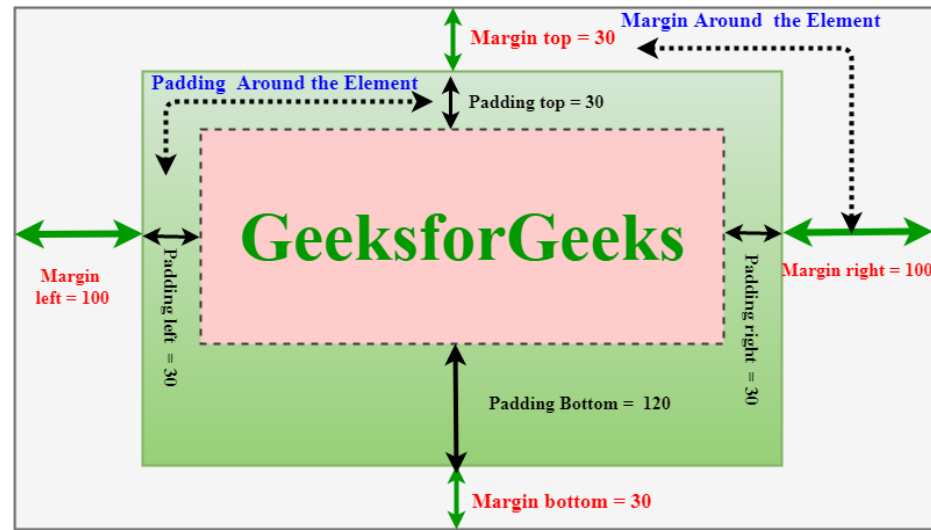 Margin Around the Element
Margin top = 30
Padding Around the Element
Padding top = 30
GeeksforGeeks
Margin
left = 100
Padding left = 30
Padding right = 30
Margin right = 100
Padding Bottom = 120
Margin bottom = 30